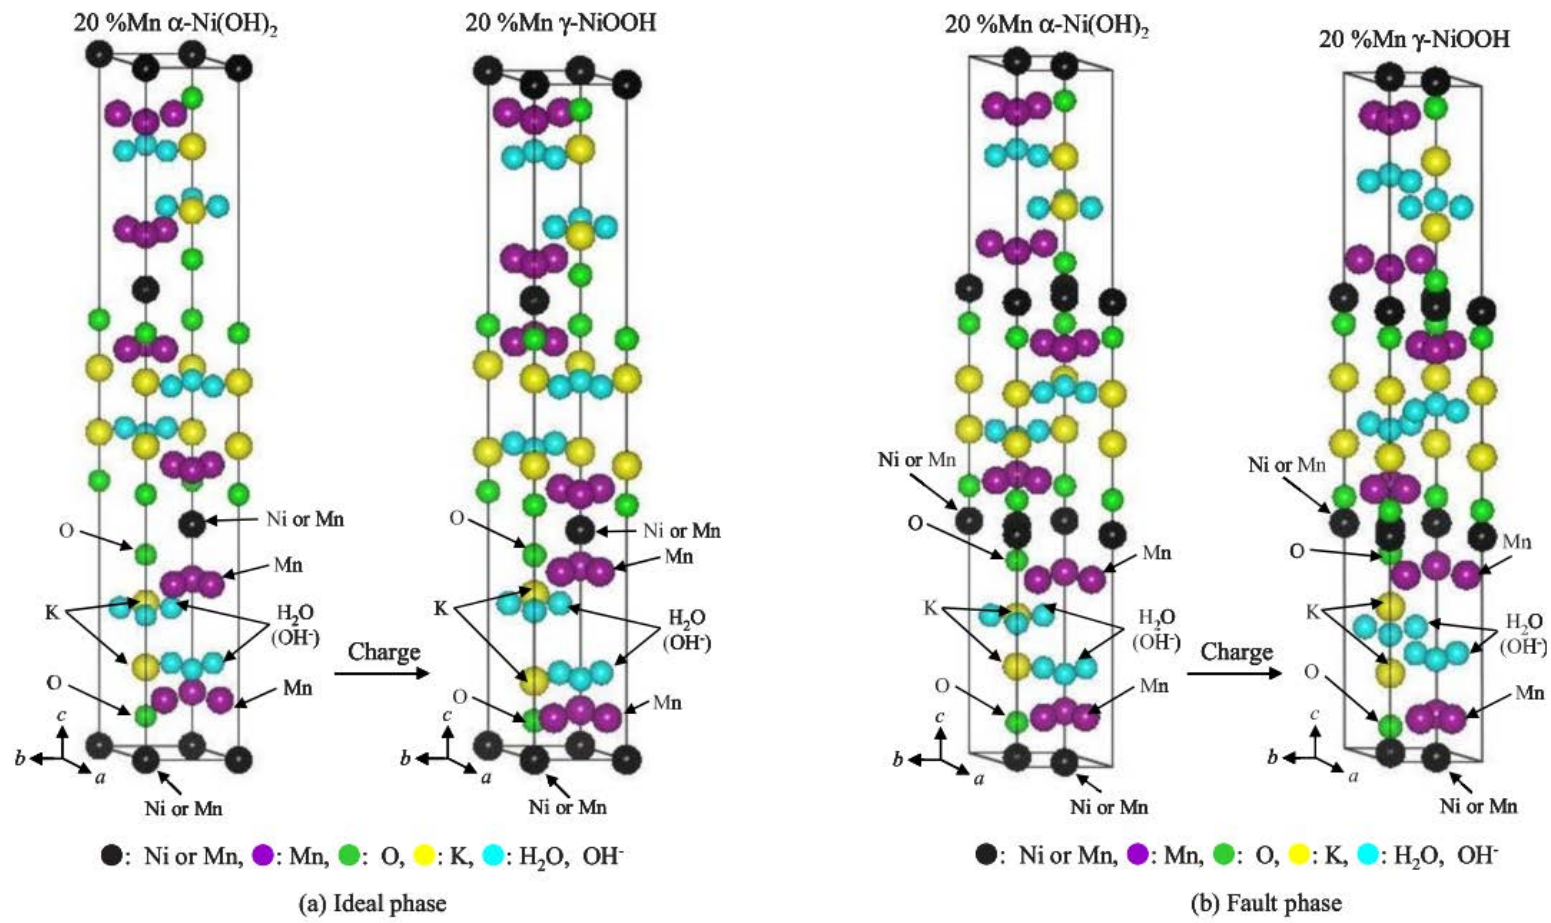 20 %Mn α-Ni(OH)₂
20 %Mn γ-NiOOH
Ni or Mn
O
Mn
K
H₂O
(OH⁻)
O
Mn
c
b
a
Ni or Mn
Charge
O
Ni or Mn
Mn
K
H₂O
(OH⁻)
O
Mn
c
b
a
Ni or Mn
●: Ni or Mn, ●: Mn, ●: O, ●: K, ●: H₂O, OH⁻
(a) Ideal phase
20 %Mn α-Ni(OH)₂
20 %Mn γ-NiOOH
Ni or Mn
O
Mn
K
H₂O
(OH⁻)
O
Mn
c
b
a
Ni or Mn
Charge
Ni or Mn
O
Mn
K
H₂O
(OH⁻)
O
Mn
c
b
a
Ni or Mn
●: Ni or Mn, ●: Mn, ●: O, ●: K, ●: H₂O, OH⁻
(b) Fault phase